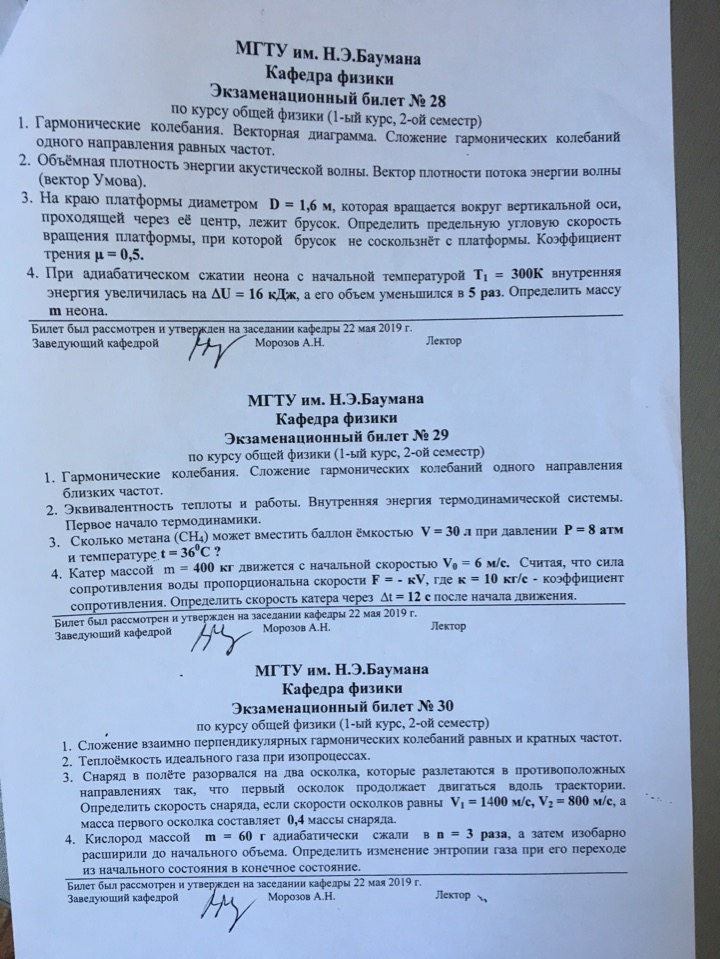 МГТУ им. Н.Э.Баумана
Кафедра физики
Экзаменационный билет № 28
по курсу общей физики (1-ый курс, 2-ой семестр)
1. Гармонические колебания. Векторная диаграмма. Сложение гармонических колебаний
одного направления равных частот.
2. Объёмная плотность энергии акустической волны. Вектор плотности потока энергии волны
(вектор Умова).
3. На краю платформы диаметром D = 1,6 м, которая вращается вокруг вертикальной оси,
проходящей через её центр, лежит брусок. Определить предельную угловую скорость
вращения платформы, при которой брусок не соскользнёт с платформы. Коэффициент
трения μ = 0,5.
4. При адиабатическом сжатии неона с начальной температурой T₁ = 300К внутренняя
энергия увеличилась на ΔU = 16 кДж, а его объем уменьшился в 5 раз. Определить массу
m неона.
Билет был рассмотрен и утвержден на заседании кафедры 22 мая 2019 г.
Заведующий кафедрой Морозов А.Н. Лектор
МГТУ им. Н.Э.Баумана
Кафедра физики
Экзаменационный билет № 29
по курсу общей физики (1-ый курс, 2-ой семестр)
1. Гармонические колебания. Сложение гармонических колебаний одного направления
близких частот.
2. Эквивалентность теплоты и работы. Внутренняя энергия термодинамической системы.
Первое начало термодинамики.
3. Сколько метана (CH₄) может вместить баллон ёмкостью V = 30 л при давлении P = 8 атм
и температуре t = 36⁰C ?
4. Катер массой m = 400 кг движется с начальной скоростью V₀ = 6 м/с. Считая, что сила
сопротивления воды пропорциональна скорости F = - кV, где к = 10 кг/с - коэффициент
сопротивления. Определить скорость катера через Δt = 12 с после начала движения.
Билет был рассмотрен и утвержден на заседании кафедры 22 мая 2019 г.
Заведующий кафедрой Морозов А.Н. Лектор
МГТУ им. Н.Э.Баумана
Кафедра физики
Экзаменационный билет № 30
по курсу общей физики (1-ый курс, 2-ой семестр)
1. Сложение взаимно перпендикулярных гармонических колебаний равных и кратных частот.
2. Теплоёмкость идеального газа при изопроцессах.
3. Снаряд в полёте разорвался на два осколка, которые разлетаются в противоположных
направлениях так, что первый осколок продолжает двигаться вдоль траектории.
Определить скорость снаряда, если скорости осколков равны V₁ = 1400 м/с, V₂ = 800 м/с, а
масса первого осколка составляет 0,4 массы снаряда.
4. Кислород массой m = 60 г адиабатически сжали в n = 3 раза, а затем изобарно
расширили до начального объема. Определить изменение энтропии газа при его переходе
из начального состояния в конечное состояние.
Билет был рассмотрен и утвержден на заседании кафедры 22 мая 2019 г.
Заведующий кафедрой Морозов А.Н. Лектор